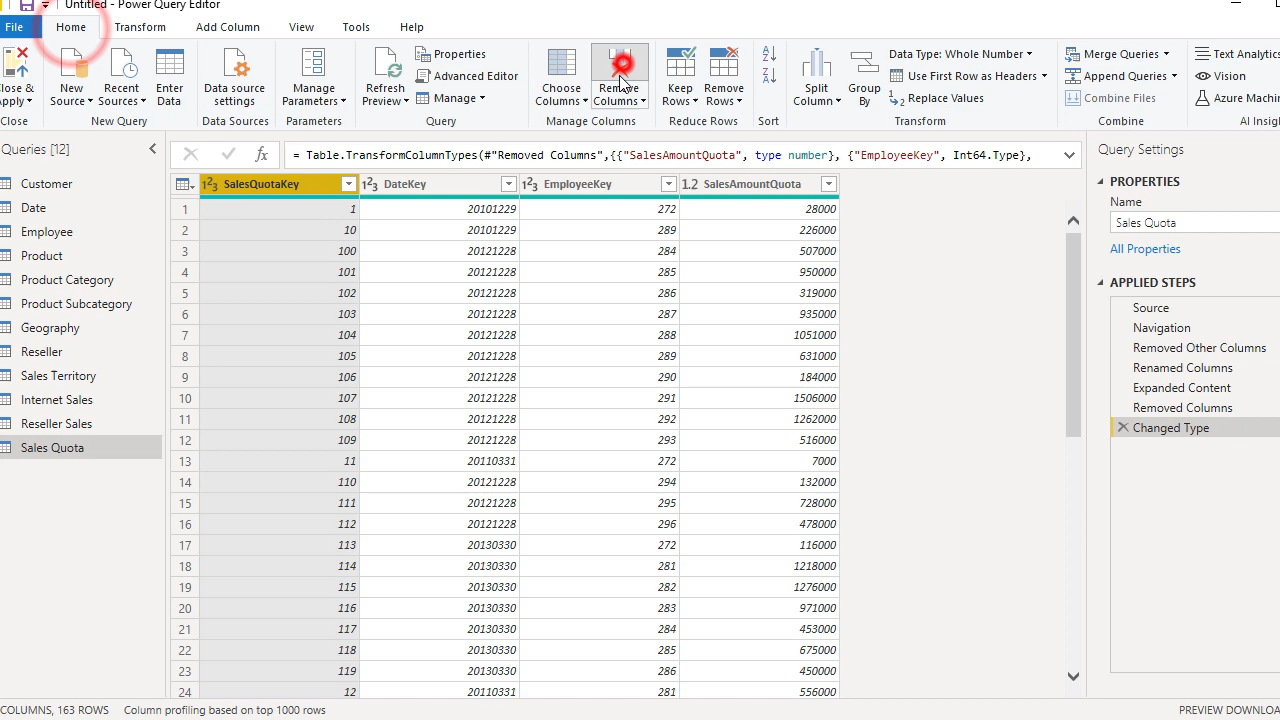 Untitled - Power Query Editor
File Home Transform Add Column View Tools Help
Close & Apply
New Source
Recent Sources
Enter Data
Data source settings
Manage Parameters
Refresh Preview
Properties
Advanced Editor
Manage
Choose Columns
Remove Columns
Keep Rows
Remove Rows
Split Column
Group By
Data Type: Whole Number
Use First Row as Headers
Replace Values
Merge Queries
Append Queries
Combine Files
Text Analytic
Vision
Azure Machin
Close New Query Data Sources Parameters Query Manage Columns Reduce Rows Sort Transform Combine AI Insigh
Queries [12]
Customer
Date
Employee
Product
Product Category
Product Subcategory
Geography
Reseller
Sales Territory
Internet Sales
Reseller Sales
Sales Quota
fx = Table.TransformColumnTypes(#"Removed Columns",{{"SalesAmountQuota", type number}, {"EmployeeKey", Int64.Type},
SalesQuotaKey DateKey EmployeeKey 1.2 SalesAmountQuota
1 1 20101229 272 28000
2 10 20101229 289 226000
3 100 20121228 284 507000
4 101 20121228 285 950000
5 102 20121228 286 319000
6 103 20121228 287 935000
7 104 20121228 288 1051000
8 105 20121228 289 631000
9 106 20121228 290 184000
10 107 20121228 291 1506000
11 108 20121228 292 1262000
12 109 20121228 293 516000
13 11 20110331 272 7000
14 110 20121228 294 132000
15 111 20121228 295 728000
16 112 20121228 296 478000
17 113 20130330 272 116000
18 114 20130330 281 1218000
19 115 20130330 282 1276000
20 116 20130330 283 971000
21 117 20130330 284 453000
22 118 20130330 285 675000
23 119 20130330 286 450000
24 12 20110331 281 556000
Query Settings
PROPERTIES
Name
Sales Quota
All Properties
APPLIED STEPS
Source
Navigation
Removed Other Columns
Renamed Columns
Expanded Content
Removed Columns
Changed Type
COLUMNS, 163 ROWS Column profiling based on top 1000 rows PREVIEW DOWNLOA